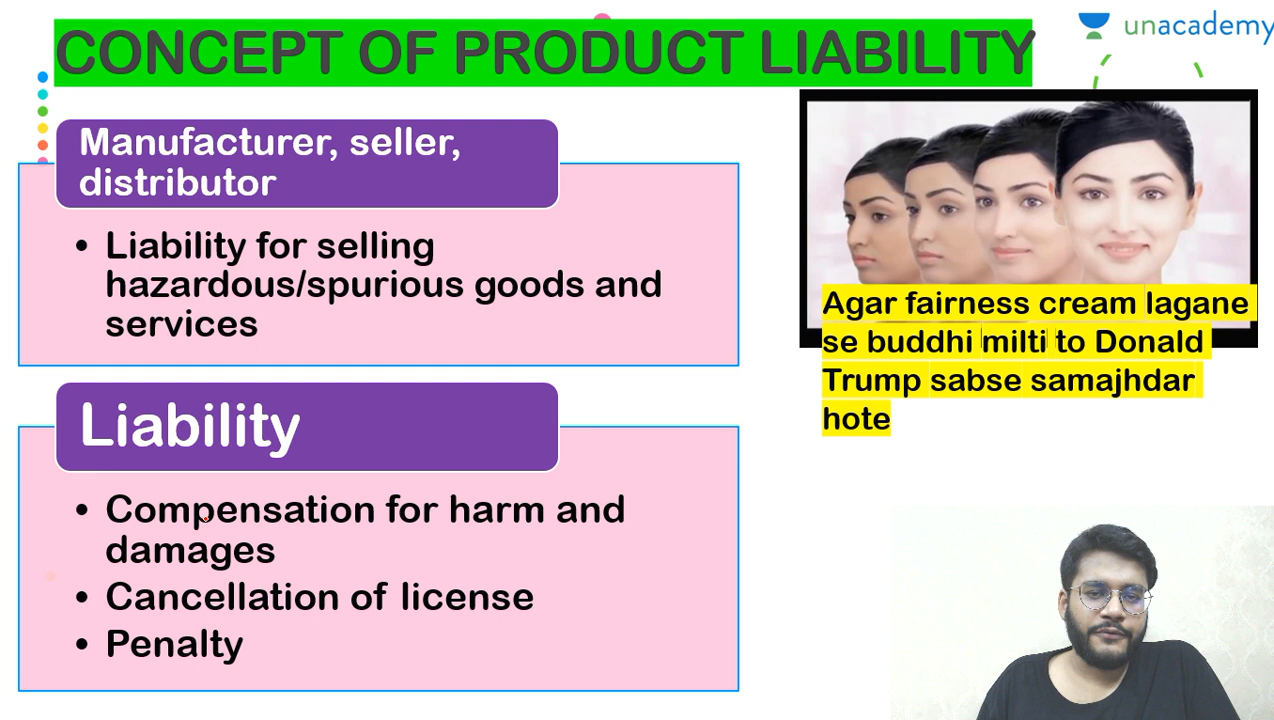 CONCEPT OF PRODUCT LIABILITY
unacademy
Manufacturer, seller,
distributor
• Liability for selling
hazardous/spurious goods and
services
Liability
• Compensation for harm and
damages
• Cancellation of license
• Penalty
Agar fairness cream lagane
se buddhi milti to Donald
Trump sabse samajhdar
hote